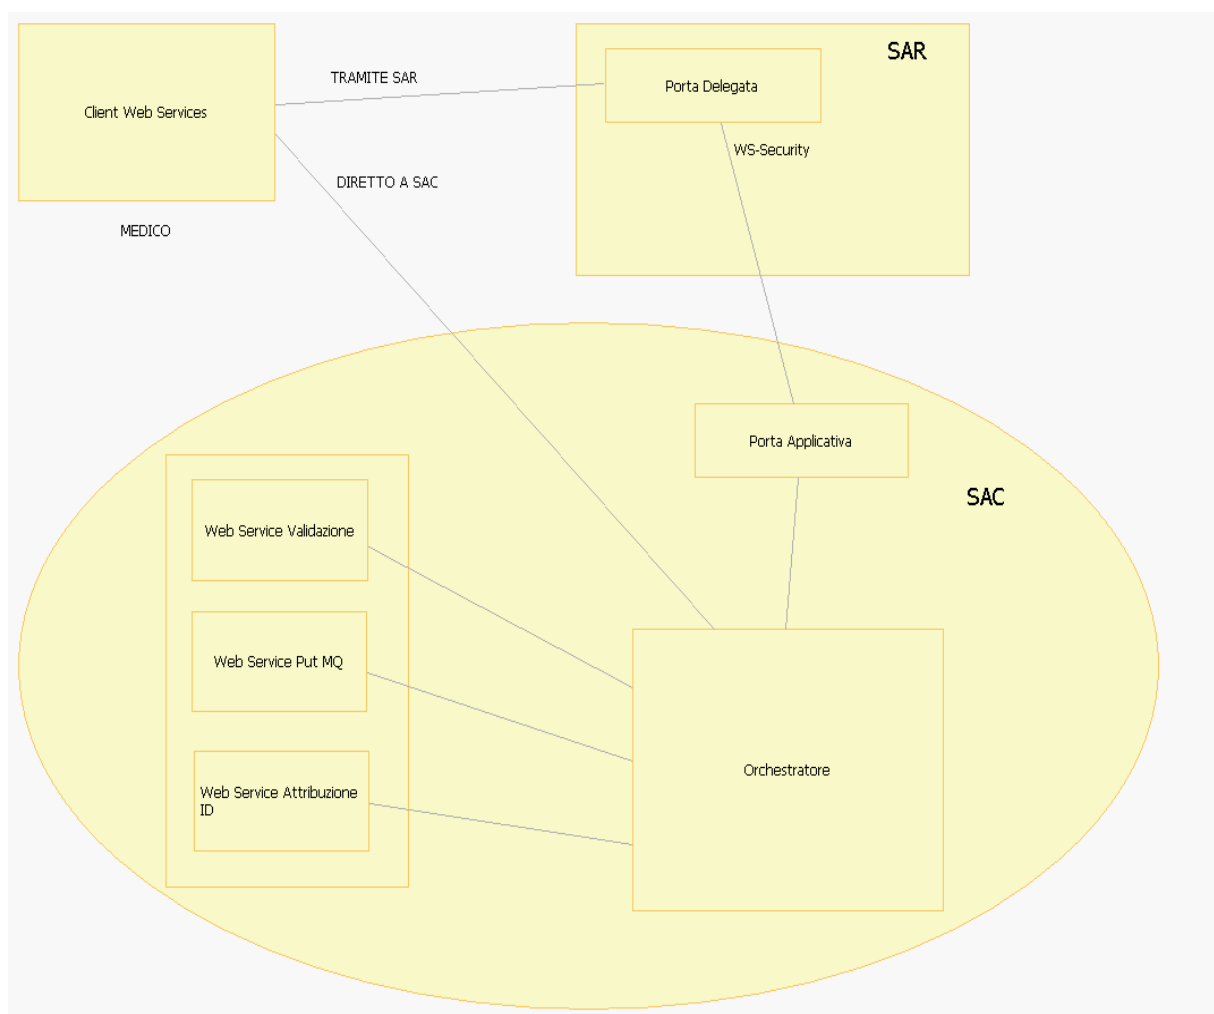 SAR
TRAMITE SAR
Porta Delegata
Client Web Services
WS-Security
DIRETTO A SAC
MEDICO
Porta Applicativa
SAC
Web Service Validazione
Web Service Put MQ
Orchestratore
Web Service Attribuzione
ID